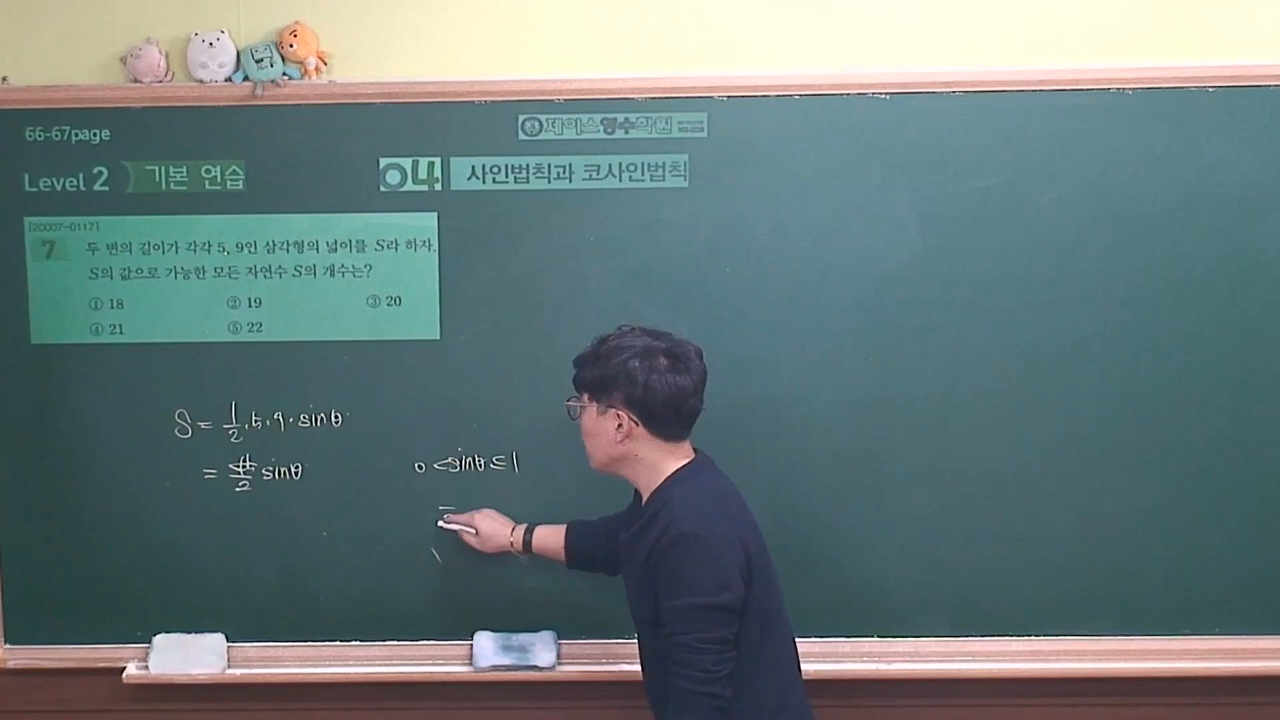 66-67page
제이스영수학원
Level 2 기본 연습
04 사인법칙과 코사인법칙
[20007-0117]
7 두 변의 길이가 각각 5, 9인 삼각형의 넓이를 S라 하자.
S의 값으로 가능한 모든 자연수 S의 개수는?
① 18 ② 19 ③ 20
④ 21 ⑤ 22
S = 1/2 · 5 · 9 · sinθ
= 45/2 sinθ
0 < sinθ ≤ 1